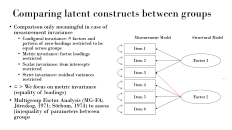 Comparing latent constructs between groups
• Comparison only meaningful in case of
measurement invariance
• Configural invariance: # factors and
pattern of zero-loadings restricted to be
equal across groups
• Metric invariance: factor loadings
restricted
• Scalar invariance: item intercepts
restricted
• Strict invariance: residual variances
restricted
• = > We focus on metric invariance
(equality of loadings)
• Multigroup Factor Analysis (MG-FA;
Jöreskog, 1971; Sörbom, 1974) to assess
(in)equality of parameters between
groups
Measurement Model
Structural Model
Item 1
Item 2
Item 3
Item 4
Item 5
Item 6
Factor 1
Factor 2